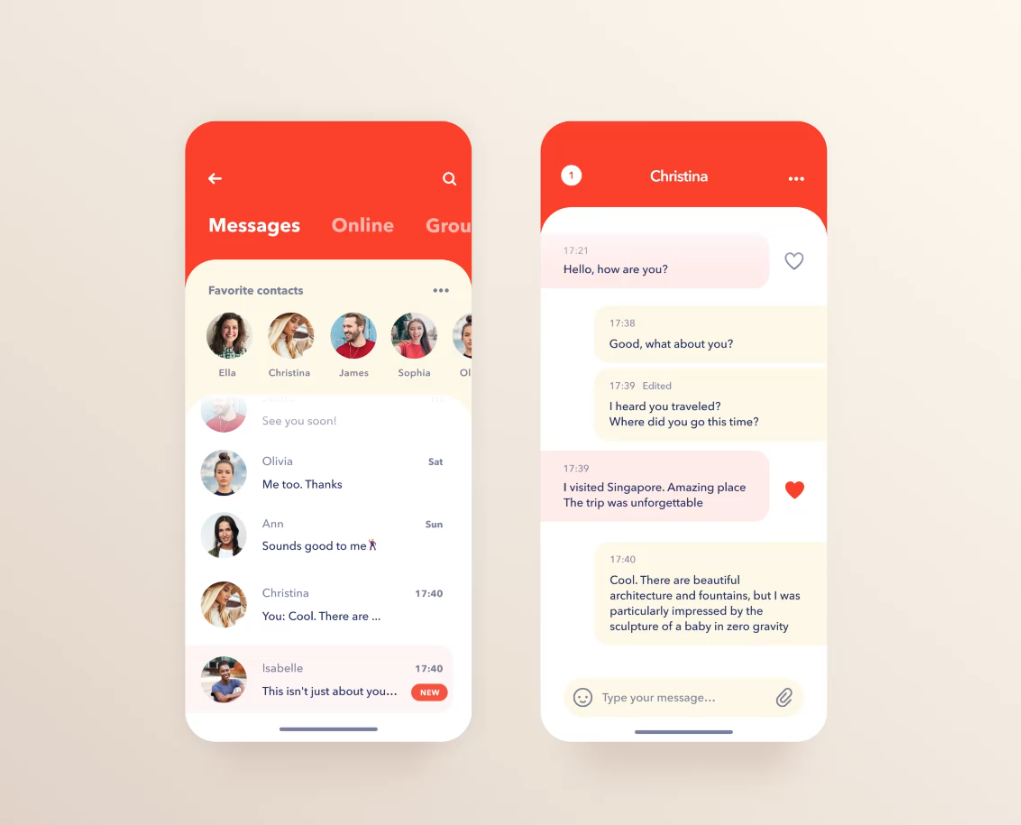 Messages
Online
Grou
Favorite contacts
Ella
Christina
James
Sophia
Ol
See you soon!
Olivia
Sat
Me too. Thanks
Ann
Sun
Sounds good to me
Christina
17:40
You: Cool. There are ...
Isabelle
17:40
This isn't just about you...
NEW
1
Christina
17:21
Hello, how are you?
17:38
Good, what about you?
17:39 Edited
I heard you traveled?
Where did you go this time?
17:39
I visited Singapore. Amazing place
The trip was unforgettable
17:40
Cool. There are beautiful
architecture and fountains, but I was
particularly impressed by the
sculpture of a baby in zero gravity
Type your message...